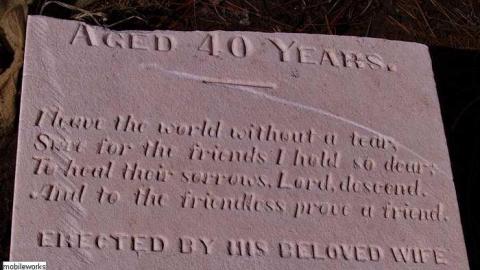 AGED 40 YEARS.
I leave the world without a tear,
Save for the friends I hold so dear;
To heal their sorrows, Lord, descend,
And to the friendless prove a friend.
ERECTED BY HIS BELOVED WIFE
mobileworks